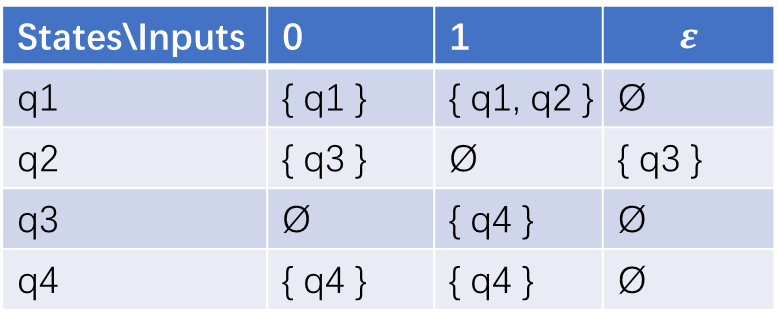 States\Inputs 0 1 ε
q1 { q1 } { q1, q2 } Ø
q2 { q3 } Ø { q3 }
q3 Ø { q4 } Ø
q4 { q4 } { q4 } Ø